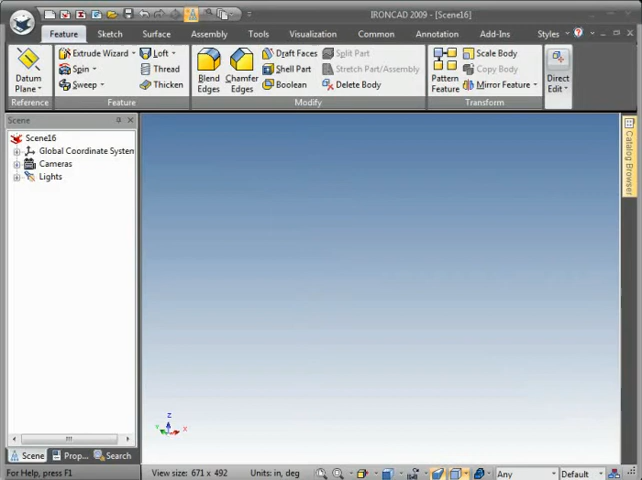 IRONCAD 2009 - [Scene16]
Feature Sketch Surface Assembly Tools Visualization Common Annotation Add-Ins Styles
Extrude Wizard Loft Draft Faces Split Part Scale Body
Spin Thread Shell Part Stretch Part/Assembly Copy Body
Sweep Thicken Boolean Delete Body Mirror Feature
Datum Plane
Blend Edges
Chamfer Edges
Pattern Feature
Direct Edit
Reference Feature Modify Transform
Scene
Scene16
Global Coordinate System
Cameras
Lights
Catalog Browser
Z
Y X
Scene Prop... Search
For Help, press F1 View size: 671 x 492 Units: in, deg Any Default